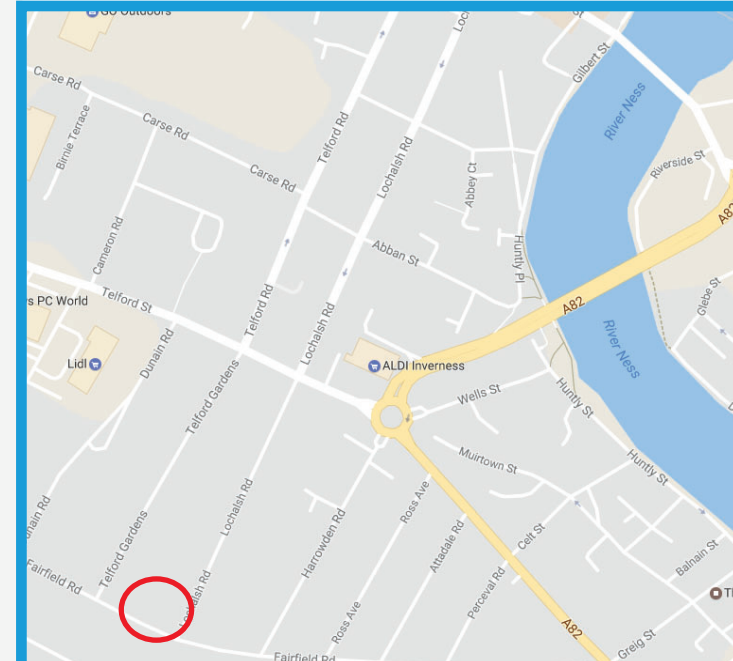 GO Outdoors
Gilbert St
Carse Rd
Birnie Terrace
Carse Rd
Telford Rd
River Ness
Lochalsh Rd
Carse Rd
Abbey Ct
Riverside St
A82
Cameron Rd
Abban St
Huntly Pl
Telford St
s PC World
Telford Rd
A82
Glebe St
Dunain Rd
Lochalsh Rd
River Ness
Lidl
ALDI Inverness
Telford Gardens
Wells St
Huntly St
Muirtown St
Huntly St
Lochalsh Rd
Ross Ave
Harrowden Rd
Telford Gardens
Attadale Rd
Celt St
Balnain St
Fairfield Rd
Lochalsh Rd
Perceval Rd
Ross Ave
A82
Greig St
Fairfield Rd